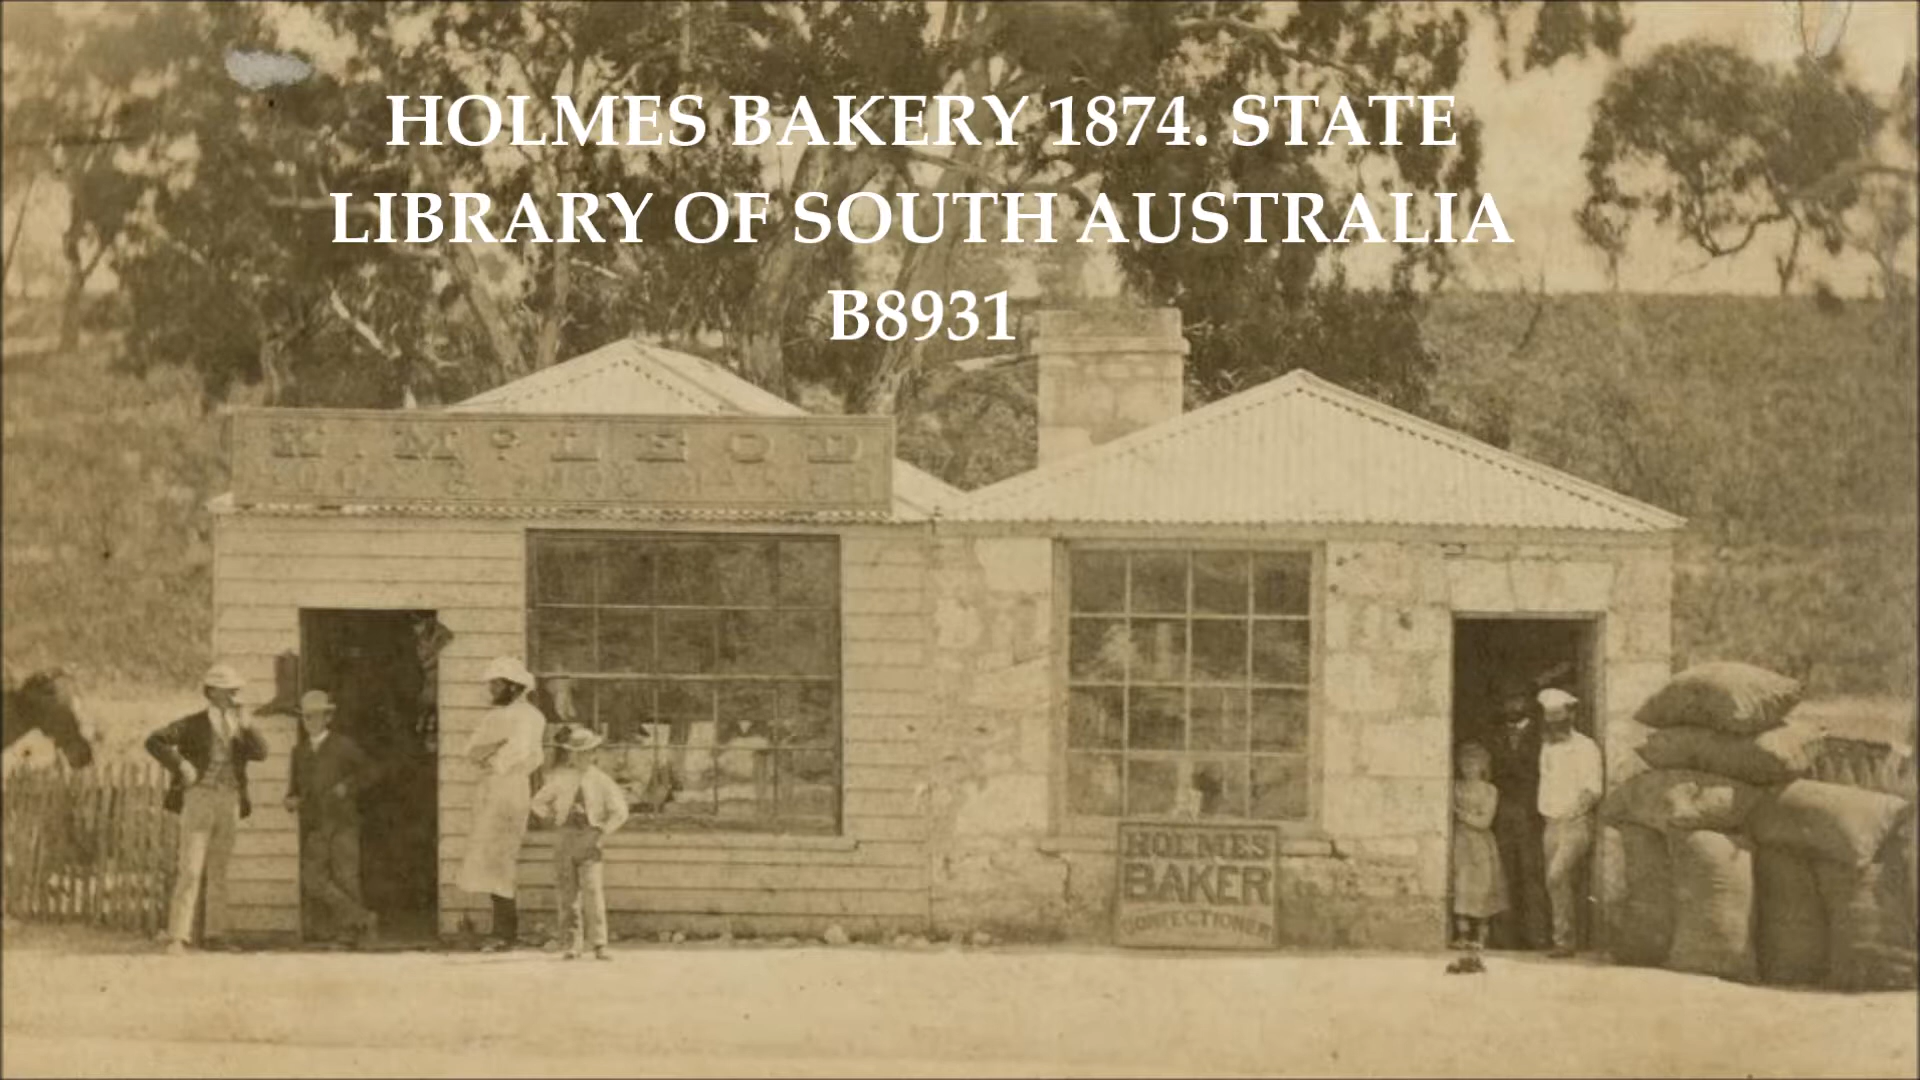 HOLMES BAKERY 1874. STATE
LIBRARY OF SOUTH AUSTRALIA
B8931
HOLMES
BAKER
CONFECTIONER